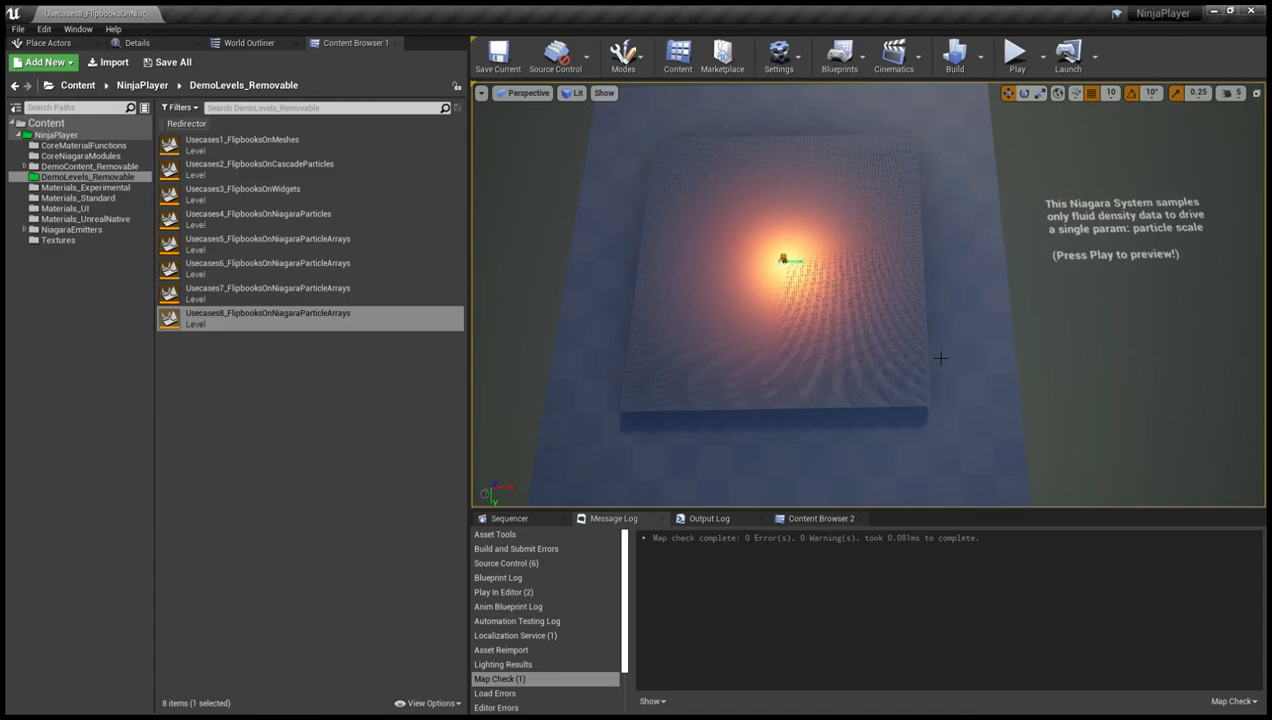 Usecases8_FlipbooksOnNiag
NinjaPlayer
File Edit Window Help
Place Actors
Details
World Outliner
Content Browser 1
Add New
Import
Save All
Content
NinjaPlayer
DemoLevels_Removable
Search Paths
Filters
Search DemoLevels_Removable
Redirector
Content
NinjaPlayer
CoreMaterialFunctions
CoreNiagaraModules
DemoContent_Removable
DemoLevels_Removable
Materials_Experimental
Materials_Standard
Materials_UI
Materials_UnrealNative
NiagaraEmitters
Textures
Usecases1_FlipbooksOnMeshes
Level
Usecases2_FlipbooksOnCascadeParticles
Level
Usecases3_FlipbooksOnWidgets
Level
Usecases4_FlipbooksOnNiagaraParticles
Level
Usecases5_FlipbooksOnNiagaraParticleArrays
Level
Usecases6_FlipbooksOnNiagaraParticleArrays
Level
Usecases7_FlipbooksOnNiagaraParticleArrays
Level
Usecases8_FlipbooksOnNiagaraParticleArrays
Level
8 items (1 selected)
View Options
Save Current
Source Control
Modes
Content
Marketplace
Settings
Blueprints
Cinematics
Build
Play
Launch
Perspective
Lit
Show
10
10°
0.25
5
This Niagara System samples
only fluid density data to drive
a single param: particle scale
(Press Play to preview!)
X
Y
Sequencer
Message Log
Output Log
Content Browser 2
Asset Tools
Build and Submit Errors
Source Control (6)
Blueprint Log
Play In Editor (2)
Anim Blueprint Log
Automation Testing Log
Localization Service (1)
Asset Reimport
Lighting Results
Map Check (1)
Load Errors
Editor Errors
Map check complete: 0 Error(s), 0 Warning(s), took 0.081ms to complete.
Show
Map Check